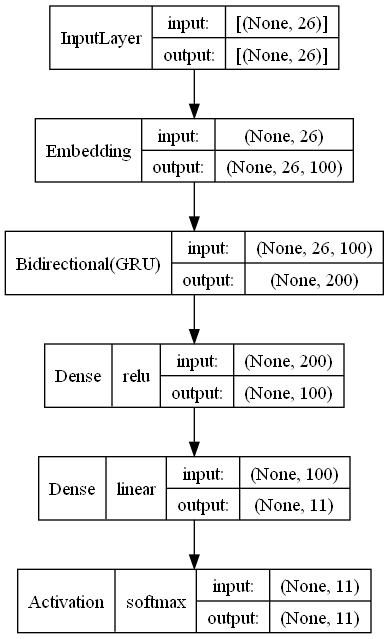 InputLayer input: [(None, 26)]
output: [(None, 26)]
Embedding input: (None, 26)
output: (None, 26, 100)
Bidirectional(GRU) input: (None, 26, 100)
output: (None, 200)
Dense relu input: (None, 200)
output: (None, 100)
Dense linear input: (None, 100)
output: (None, 11)
Activation softmax input: (None, 11)
output: (None, 11)